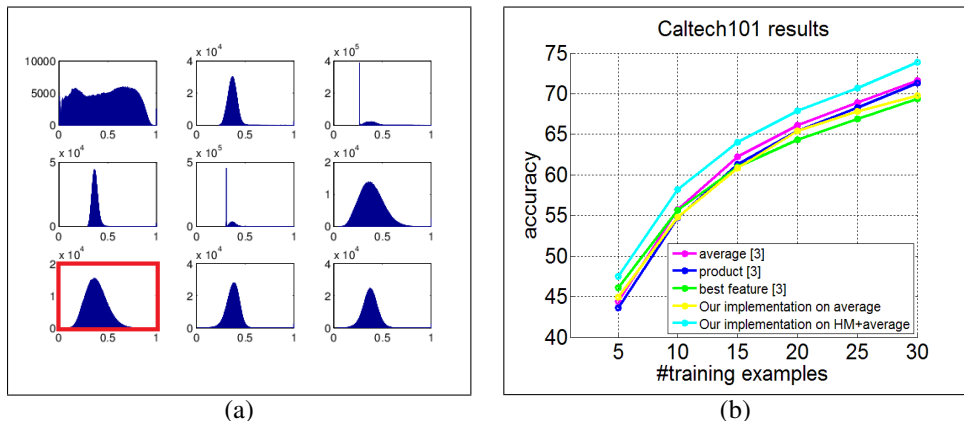 10000
5000
0
0 0.5 1
x 10^4
4
2
0
0 0.5 1
x 10^5
4
2
0
0 0.5 1
x 10^4
5
0
0 0.5 1
x 10^5
5
0
0 0.5 1
x 10^4
2
1
0
0 0.5 1
x 10^4
2
1
0
0 0.5 1
x 10^4
4
2
0
0 0.5 1
x 10^4
4
2
0
0 0.5 1
(a)
Caltech101 results
75
70
65
60
55
50
45
40
accuracy
average [3]
product [3]
best feature [3]
Our implementation on average
Our implementation on HM+average
5 10 15 20 25 30
#training examples
(b)